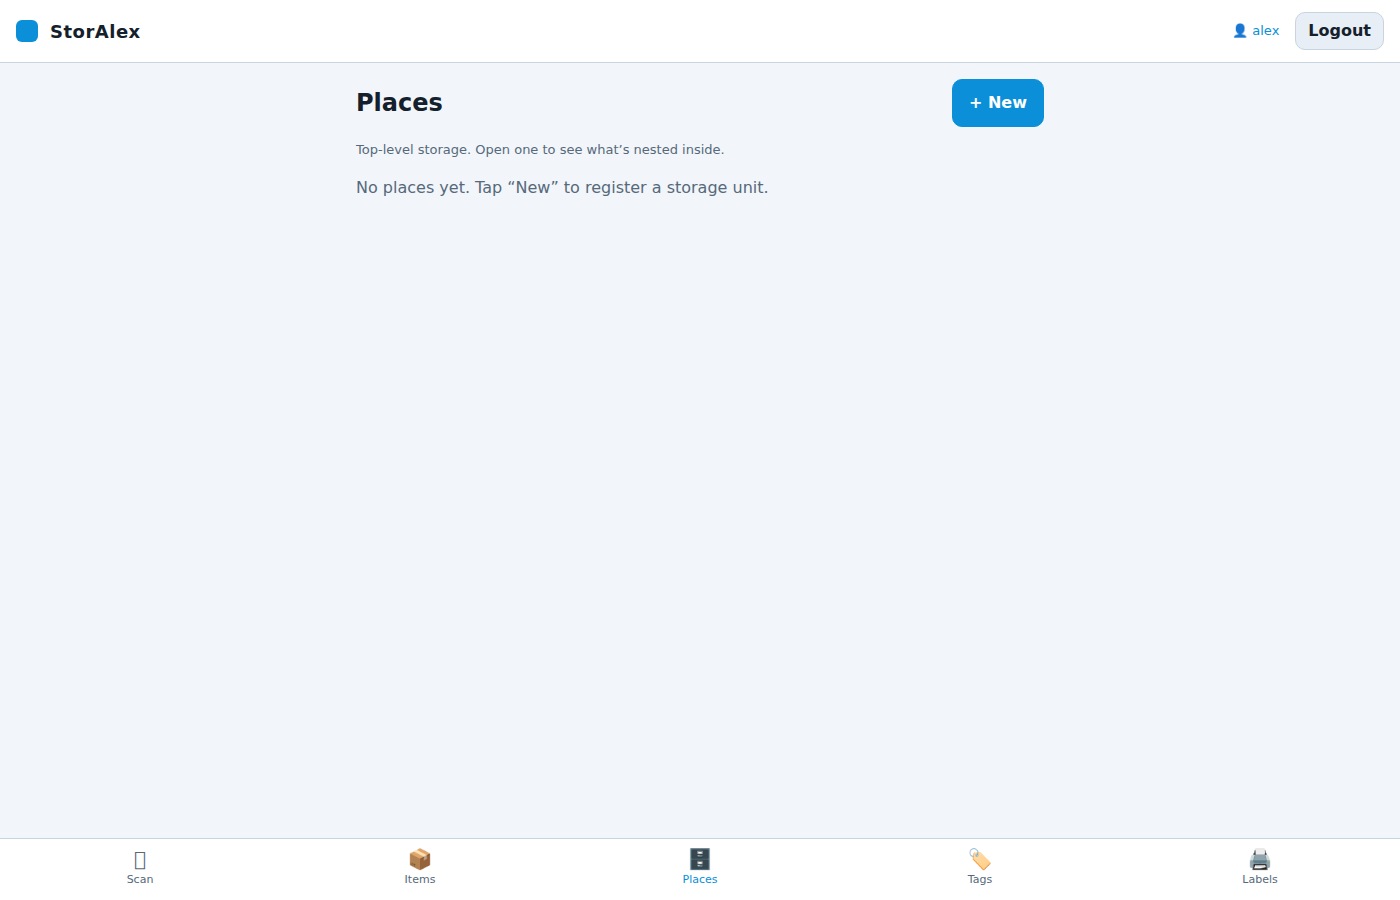 StorAlex
👤 alex
Logout
Places
+ New
Top-level storage. Open one to see what’s nested inside.
No places yet. Tap “New” to register a storage unit.
Scan
Items
Places
Tags
Labels